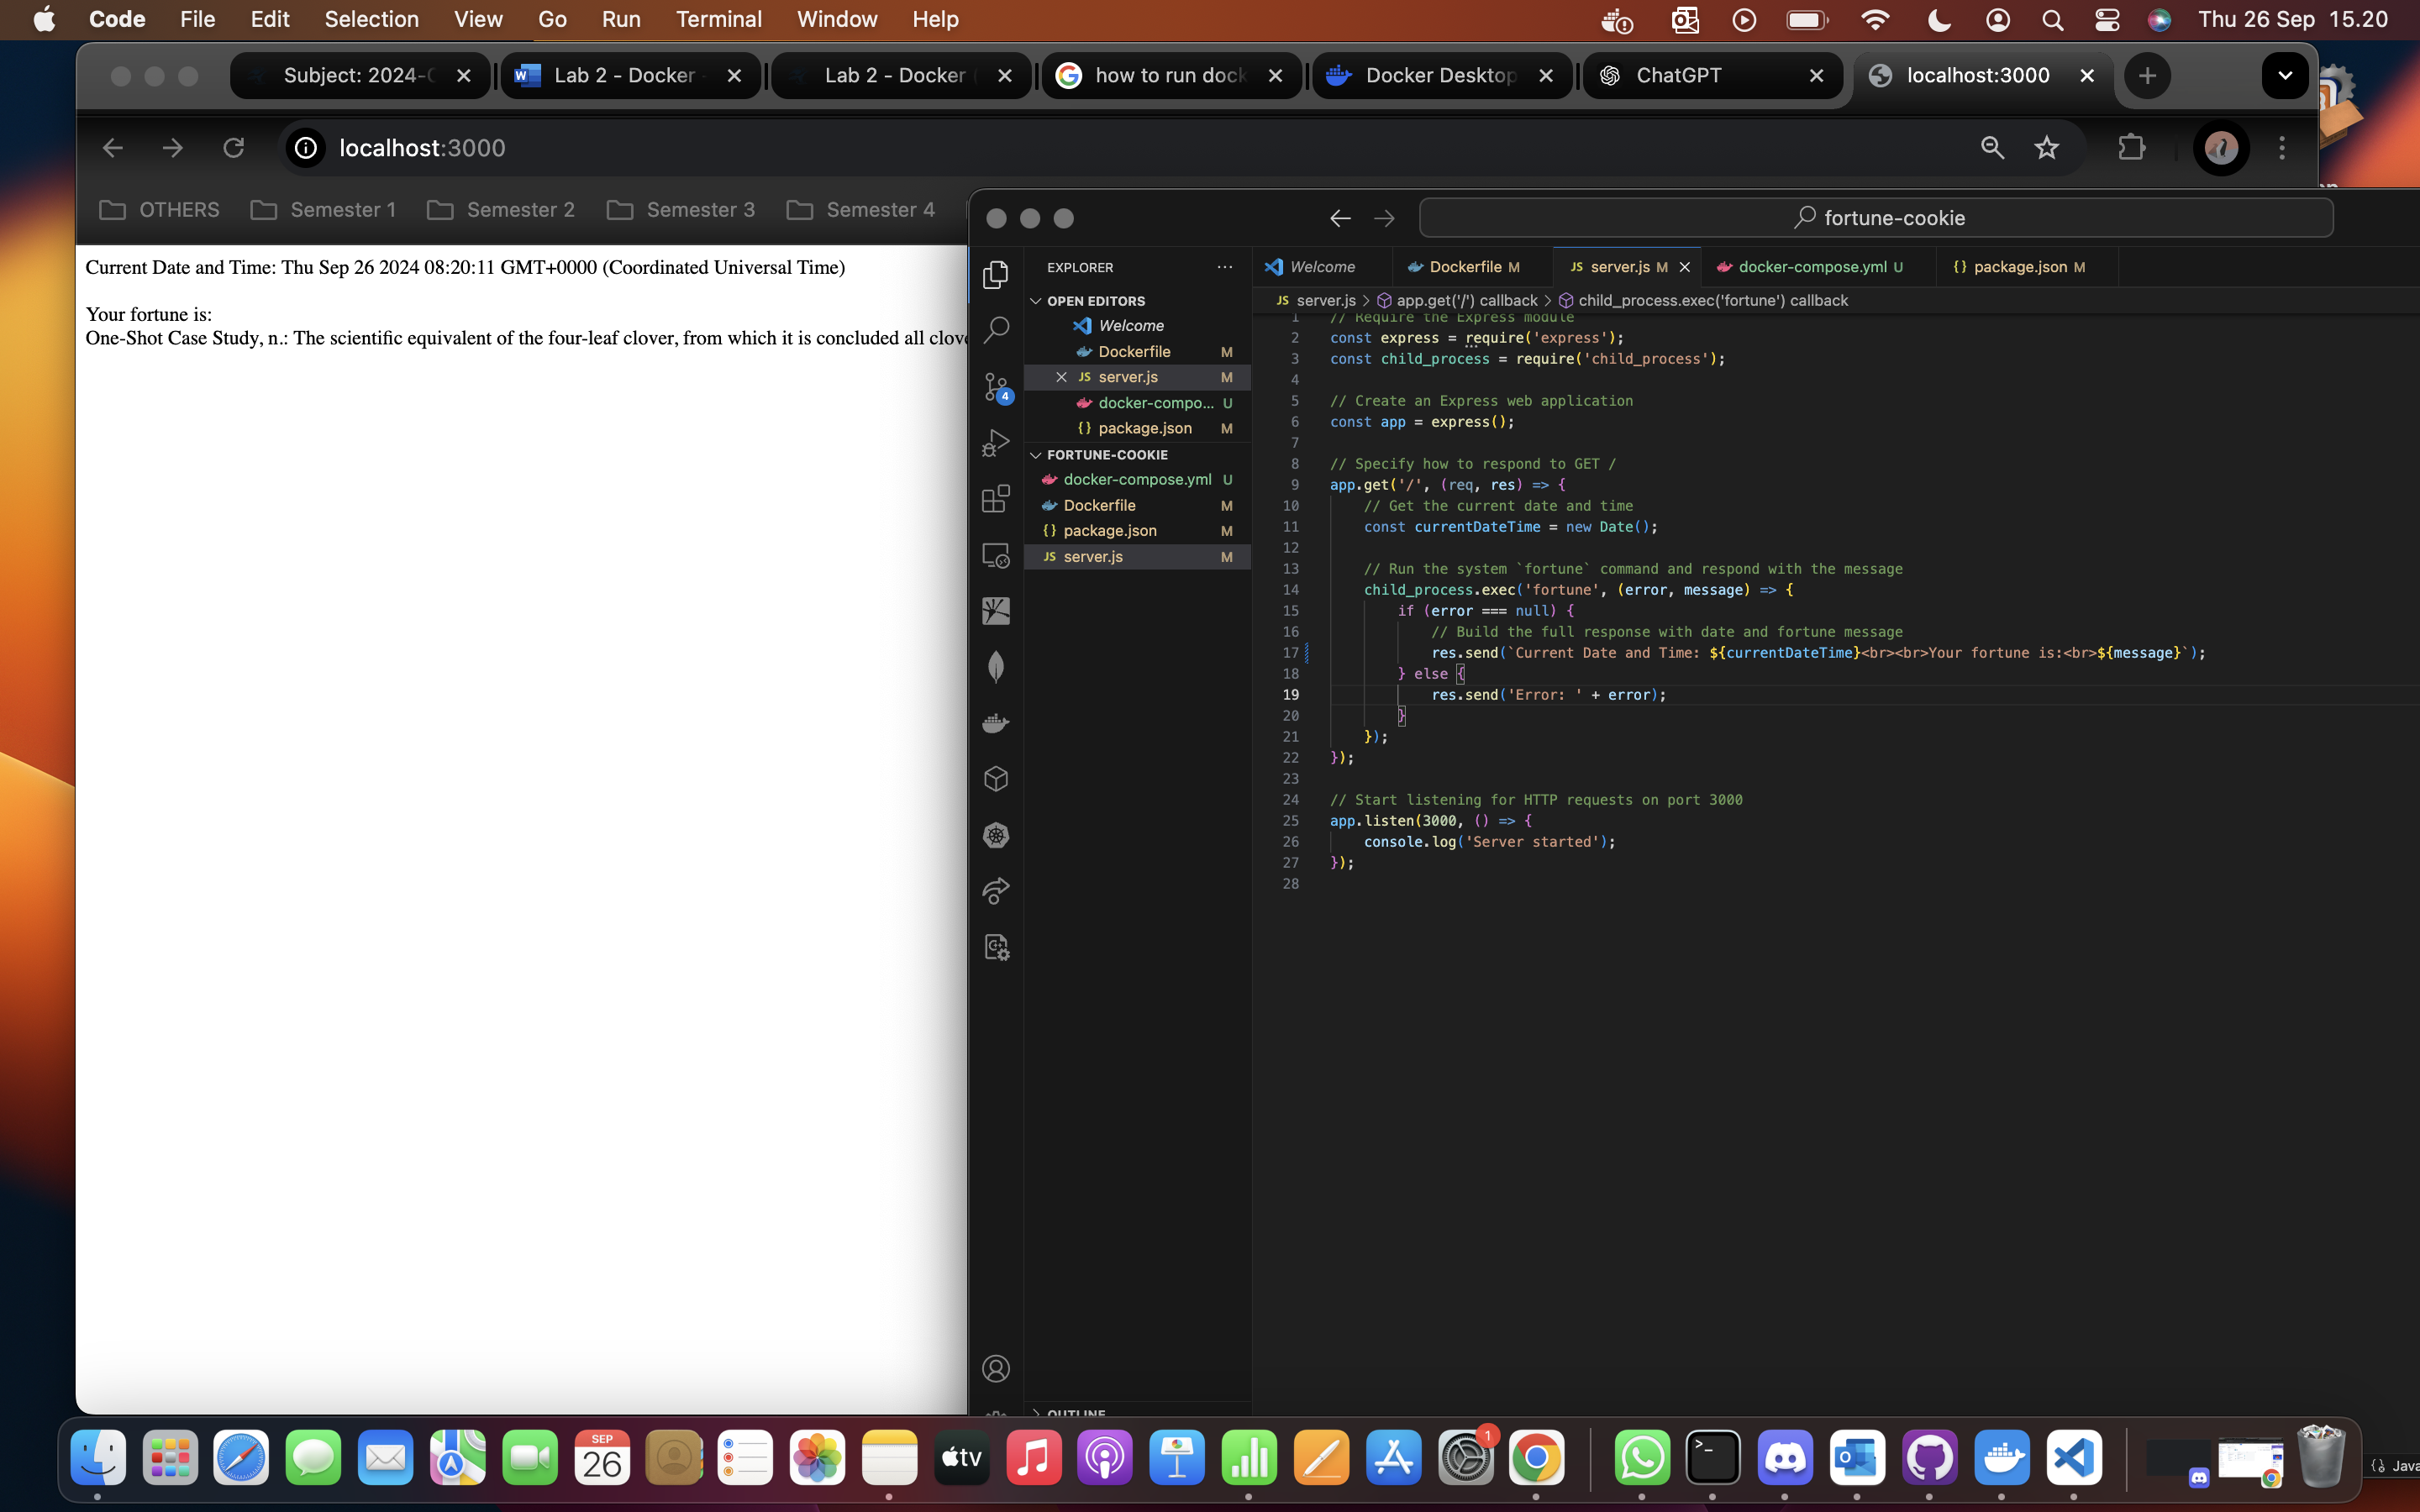 Code File Edit Selection View Go Run Terminal Window Help Thu 26 Sep 15.20
Subject: 2024- Lab 2 - Docker Lab 2 - Docker how to run dock Docker Desktop ChatGPT localhost:3000
localhost:3000
OTHERS Semester 1 Semester 2 Semester 3 Semester 4
Current Date and Time: Thu Sep 26 2024 08:20:11 GMT+0000 (Coordinated Universal Time)
Your fortune is:
One-Shot Case Study, n.: The scientific equivalent of the four-leaf clover, from which it is concluded all
fortune-cookie
EXPLORER
OPEN EDITORS
Welcome
Dockerfile M
JS server.js M
docker-compo... U
{} package.json M
FORTUNE-COOKIE
docker-compose.yml U
Dockerfile M
{} package.json M
JS server.js M
OUTLINE
4
Welcome Dockerfile M JS server.js M docker-compose.yml U {} package.json M
JS server.js > app.get('/') callback > child_process.exec('fortune') callback
1 // Require the Express module
2 const express = require('express');
3 const child_process = require('child_process');
4
5 // Create an Express web application
6 const app = express();
7
8 // Specify how to respond to GET /
9 app.get('/', (req, res) => {
10 // Get the current date and time
11 const currentDateTime = new Date();
12
13 // Run the system `fortune` command and respond with the message
14 child_process.exec('fortune', (error, message) => {
15 if (error === null) {
16 // Build the full response with date and fortune message
17 res.send(`Current Date and Time: ${currentDateTime}<br><br>Your fortune is:<br>${message}`);
18 } else {
19 res.send('Error: ' + error);
20 }
21 });
22 });
23
24 // Start listening for HTTP requests on port 3000
25 app.listen(3000, () => {
26 console.log('Server started');
27 });
28
SEP
26
tv
1
{} Java